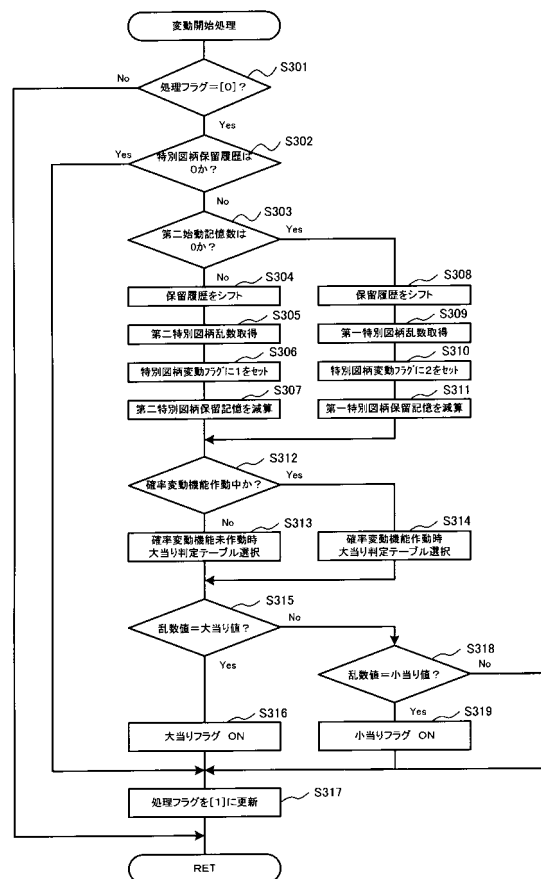 変動開始処理
S301
No
処理フラグ=[0]?
Yes
S302
Yes
特別図柄保留履歴は
0か?
No
S303
第二始動記憶数は
0か?
Yes
No
S304
保留履歴をシフト
S308
保留履歴をシフト
S305
第二特別図柄乱数取得
S309
第一特別図柄乱数取得
S306
特別図柄変動フラグに1をセット
S310
特別図柄変動フラグに2をセット
S307
第二特別図柄保留記憶を減算
S311
第一特別図柄保留記憶を減算
S312
確率変動機能作動中か?
Yes
No
S313
確率変動機能未作動時
大当り判定テーブル選択
S314
確率変動機能作動時
大当り判定テーブル選択
S315
乱数値=大当り値?
No
Yes
S318
乱数値=小当り値?
No
Yes
S316
大当りフラグ ON
S319
小当りフラグ ON
S317
処理フラグを[1]に更新
RET